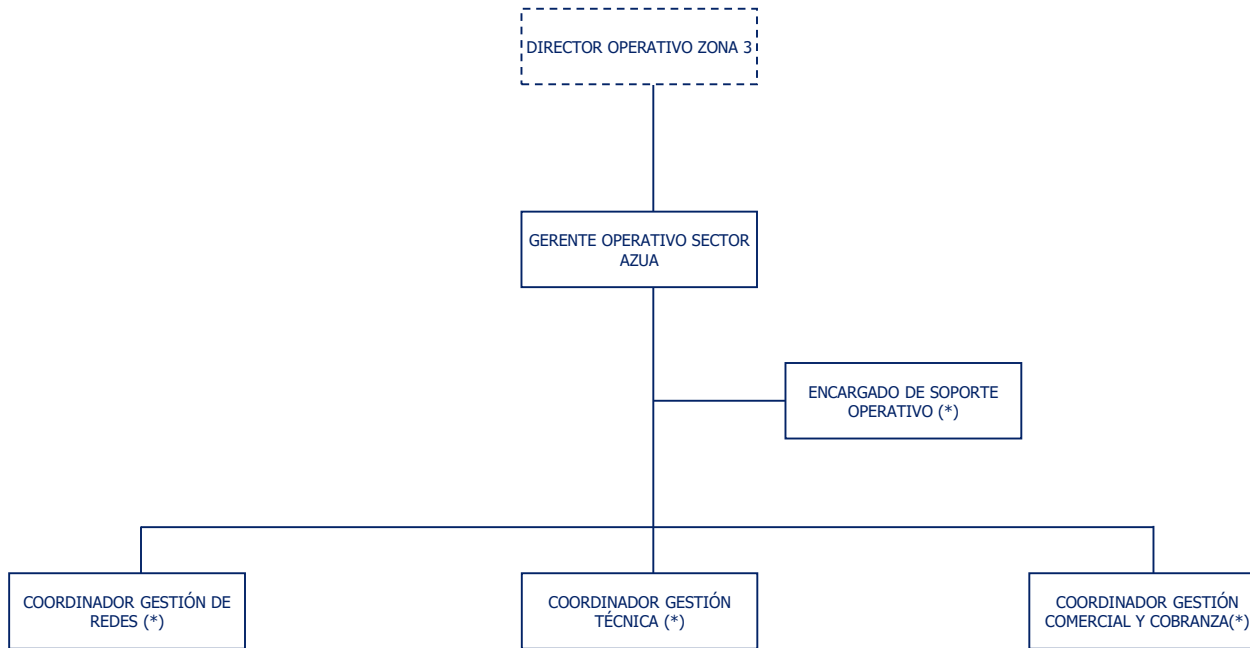 DIRECTOR OPERATIVO ZONA 3
GERENTE OPERATIVO SECTOR
AZUA
ENCARGADO DE SOPORTE
OPERATIVO (*)
COORDINADOR GESTIÓN DE
REDES (*)
COORDINADOR GESTIÓN
TÉCNICA (*)
COORDINADOR GESTIÓN
COMERCIAL Y COBRANZA(*)